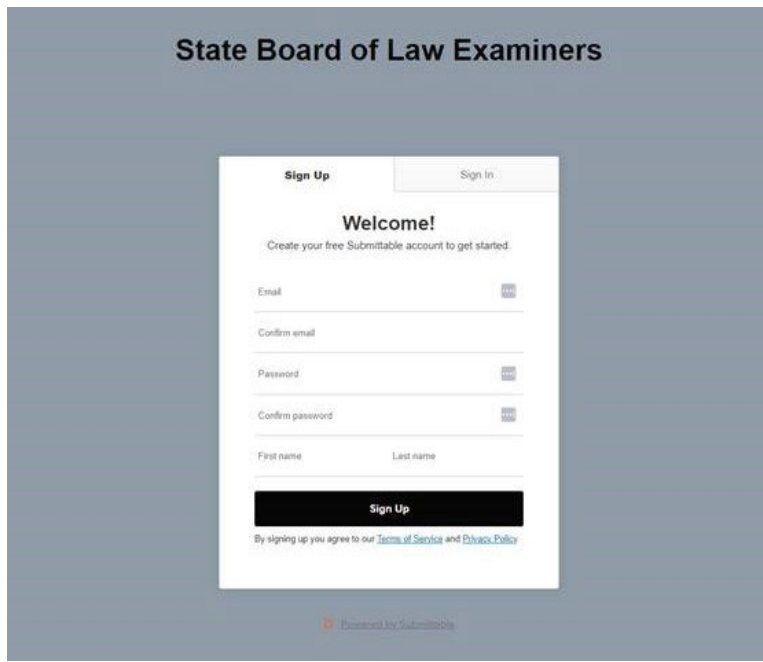 State Board of Law Examiners
Sign Up Sign In
Welcome!
Create your free Submittable account to get started.
Email
Confirm email
Password
Confirm password
First name Last name
Sign Up
By signing up you agree to our Terms of Service and Privacy Policy
Powered by Submittable